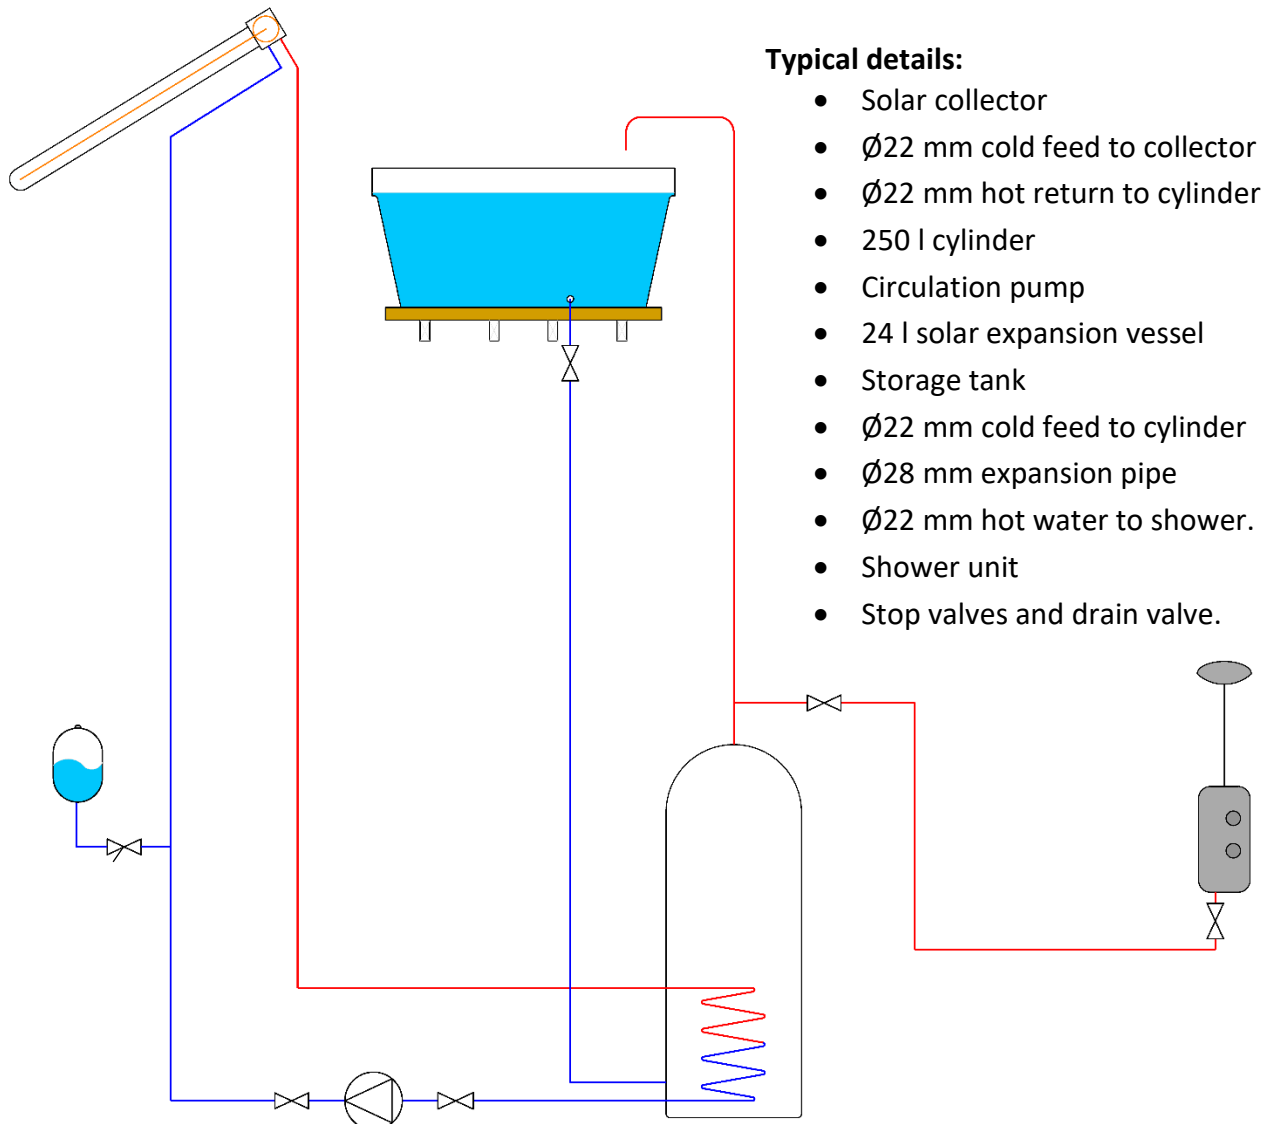 Typical details:
• Solar collector
• Ø22 mm cold feed to collector
• Ø22 mm hot return to cylinder
• 250 l cylinder
• Circulation pump
• 24 l solar expansion vessel
• Storage tank
• Ø22 mm cold feed to cylinder
• Ø28 mm expansion pipe
• Ø22 mm hot water to shower.
• Shower unit
• Stop valves and drain valve.